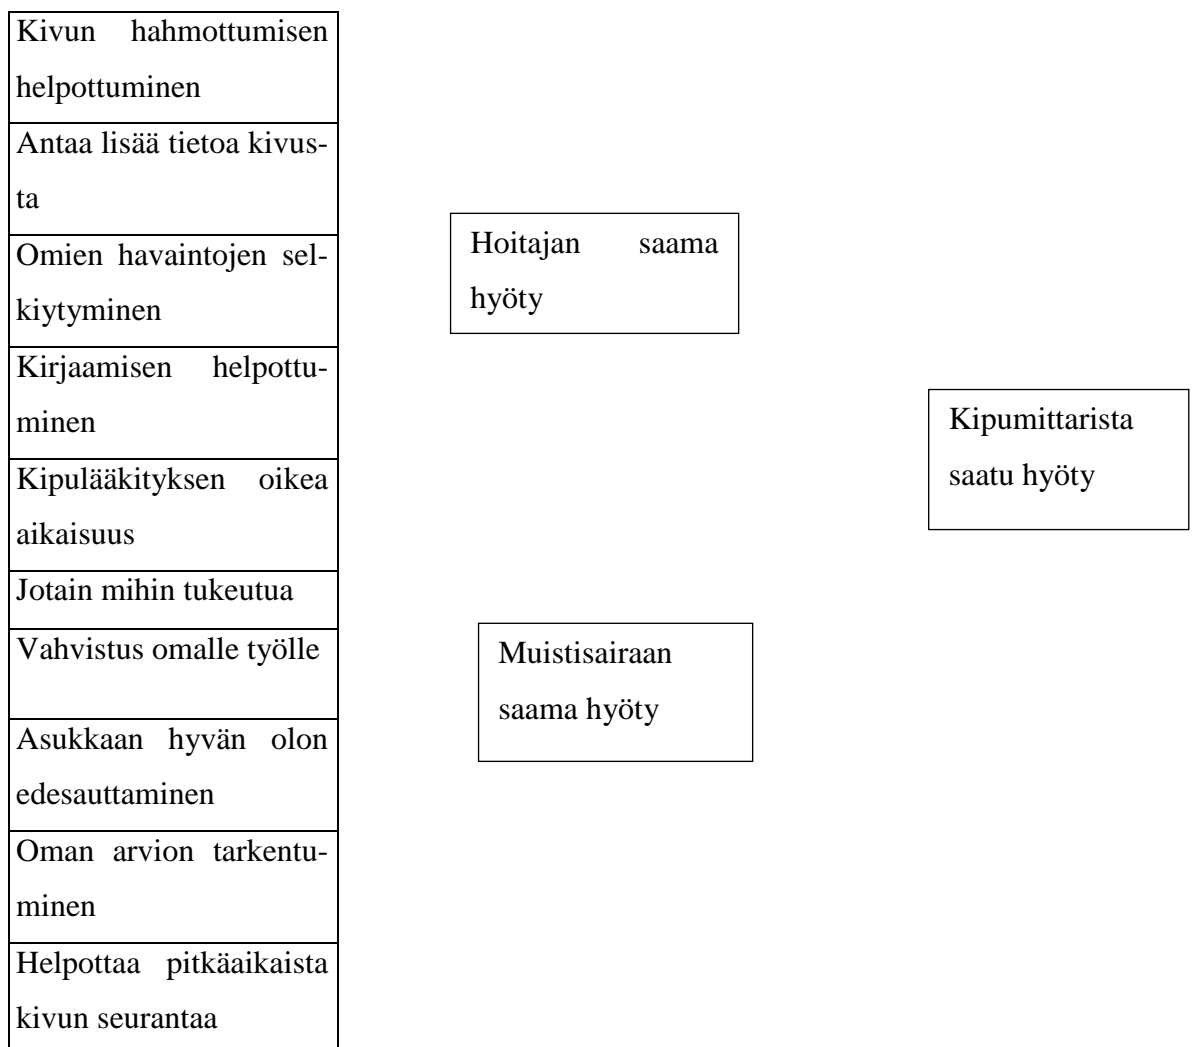 Kivun hahmottumisen
helpottuminen
Antaa lisää tietoa kivus-
ta
Omien havaintojen sel-
kiytyminen
Kirjaamisen helpottu-
minen
Kipulääkityksen oikea
aikaisuus
Jotain mihin tukeutua
Vahvistus omalle työlle
Asukkaan hyvän olon
edesauttaminen
Oman arvion tarkentu-
minen
Helpottaa pitkäaikaista
kivun seurantaa
Hoitajan saama
hyöty
Muistisairaan
saama hyöty
Kipumittarista
saatu hyöty